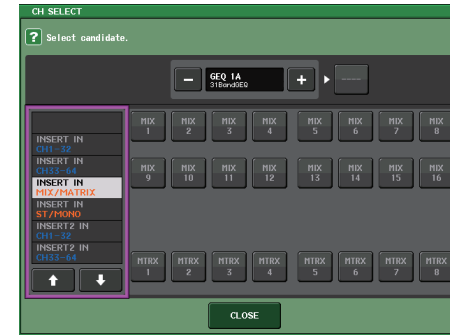 CH SELECT
? Select candidate.
− GEQ 1A +
31BandGEQ
----
INSERT IN
CH1-32
INSERT IN
CH33-64
INSERT IN
MIX/MATRIX
INSERT IN
ST/MONO
INSERT2 IN
CH1-32
INSERT2 IN
CH33-64
MIX 1 MIX 2 MIX 3 MIX 4 MIX 5 MIX 6 MIX 7 MIX 8
MIX 9 MIX 10 MIX 11 MIX 12 MIX 13 MIX 14 MIX 15 MIX 16
MTRX 1 MTRX 2 MTRX 3 MTRX 4 MTRX 5 MTRX 6 MTRX 7 MTRX 8
CLOSE